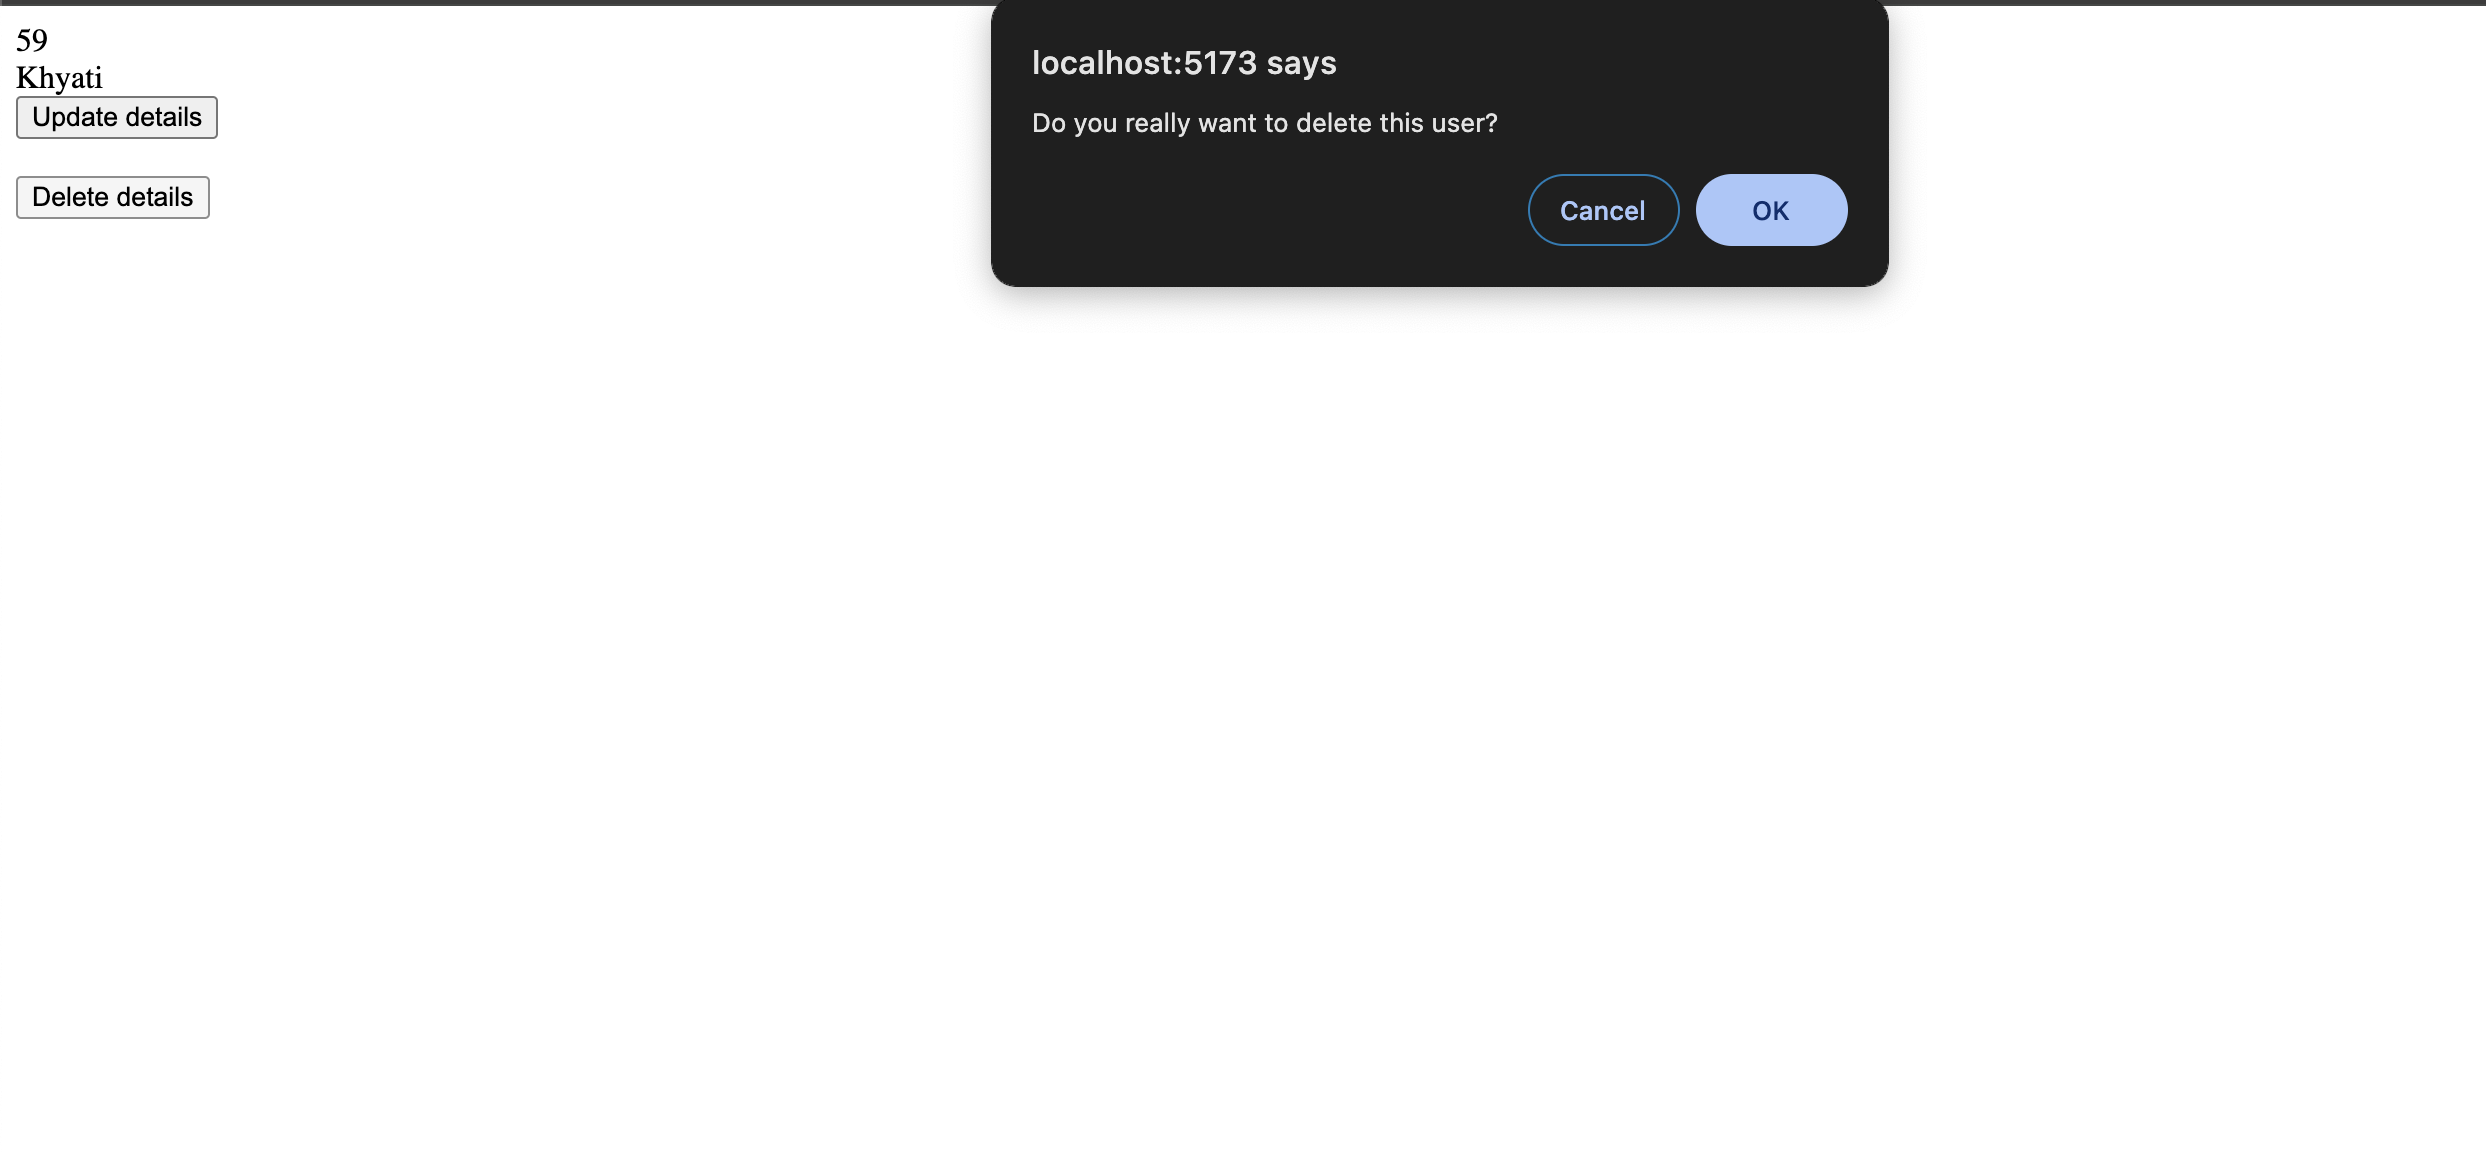 59
Khyati
Update details
Delete details
localhost:5173 says
Do you really want to delete this user?
Cancel
OK